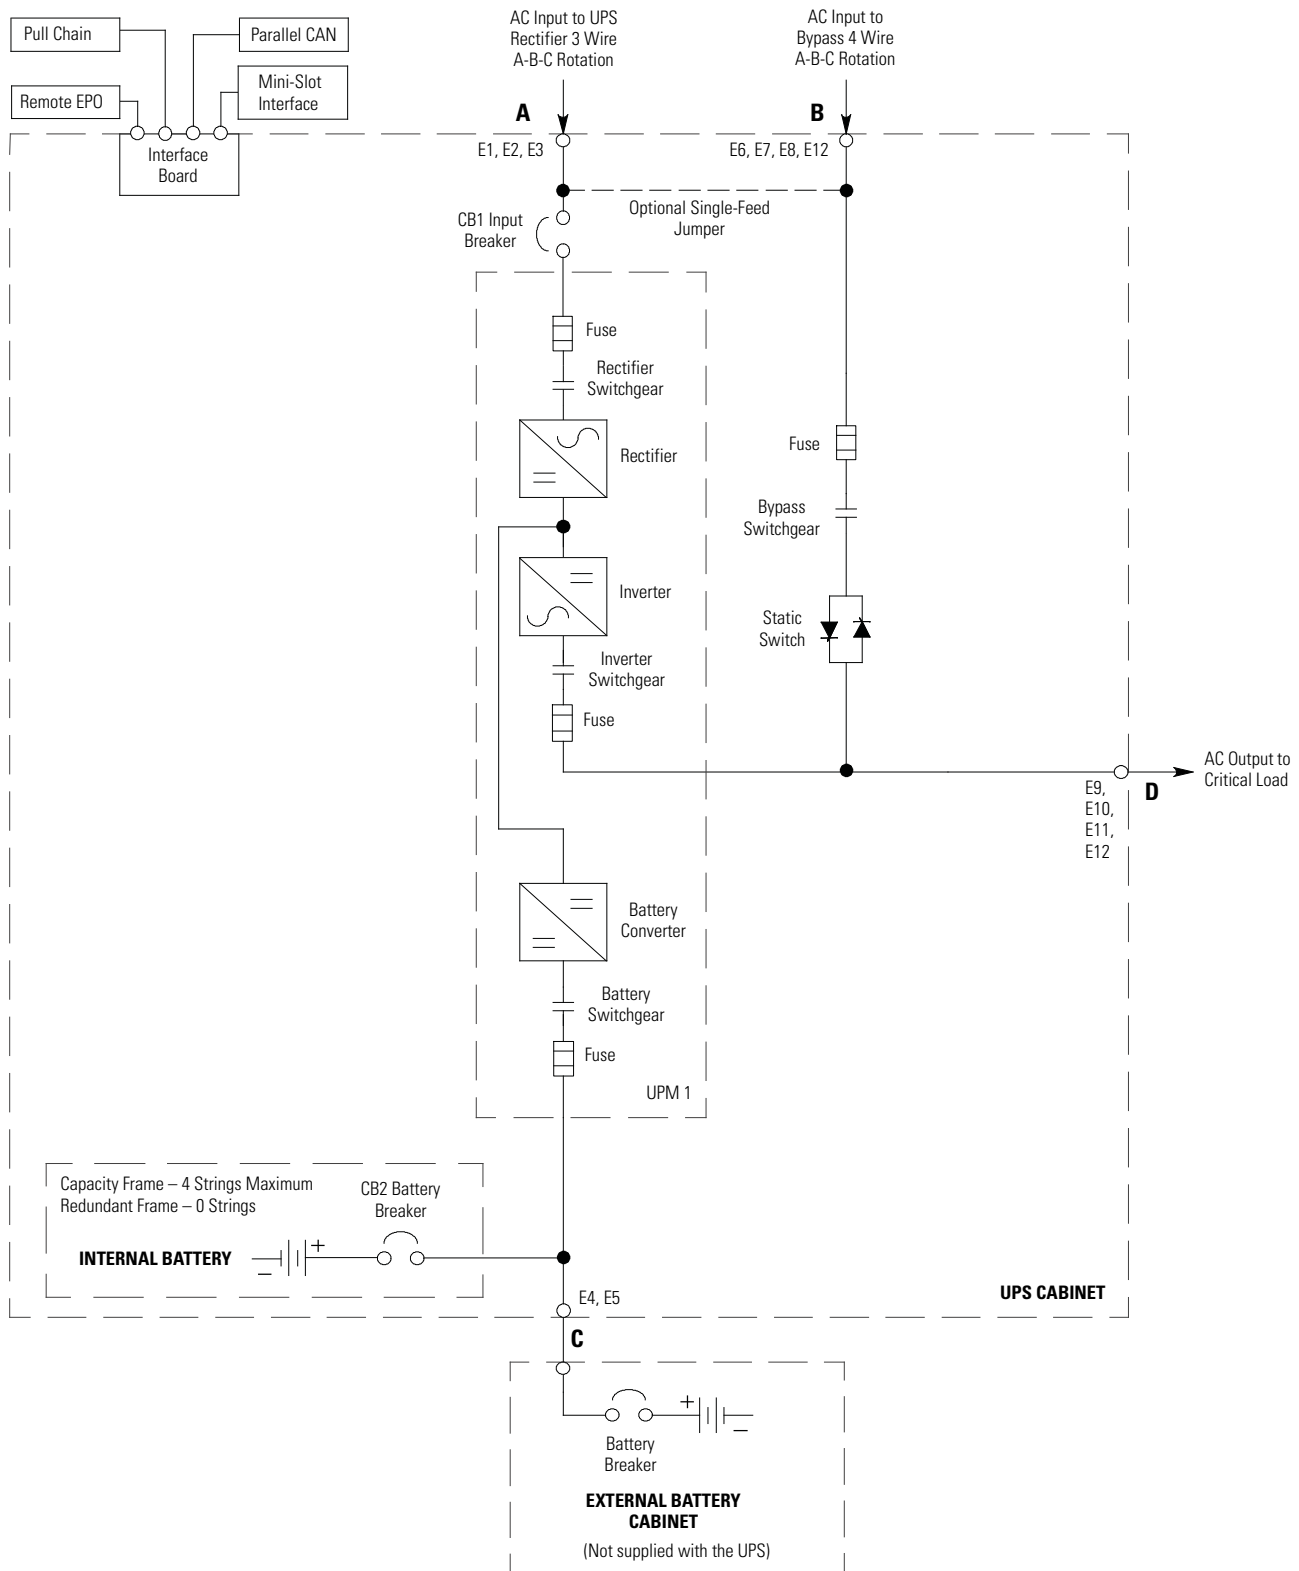 AC Input to UPS
Rectifier 3 Wire
A-B-C Rotation
AC Input to
Bypass 4 Wire
A-B-C Rotation
Pull Chain
Parallel CAN
Remote EPO
Mini-Slot
Interface
Interface
Board
A
B
E1, E2, E3
E6, E7, E8, E12
CB1 Input
Breaker
Optional Single-Feed
Jumper
Fuse
Rectifier
Switchgear
Rectifier
Fuse
Bypass
Switchgear
Inverter
Static
Switch
Inverter
Switchgear
Fuse
AC Output to
Critical Load
D
E9,
E10,
E11,
E12
Battery
Converter
Battery
Switchgear
Fuse
UPM 1
Capacity Frame – 4 Strings Maximum
Redundant Frame – 0 Strings
CB2 Battery
Breaker
INTERNAL BATTERY
–
+
E4, E5
UPS CABINET
C
+
–
Battery
Breaker
EXTERNAL BATTERY
CABINET
(Not supplied with the UPS)